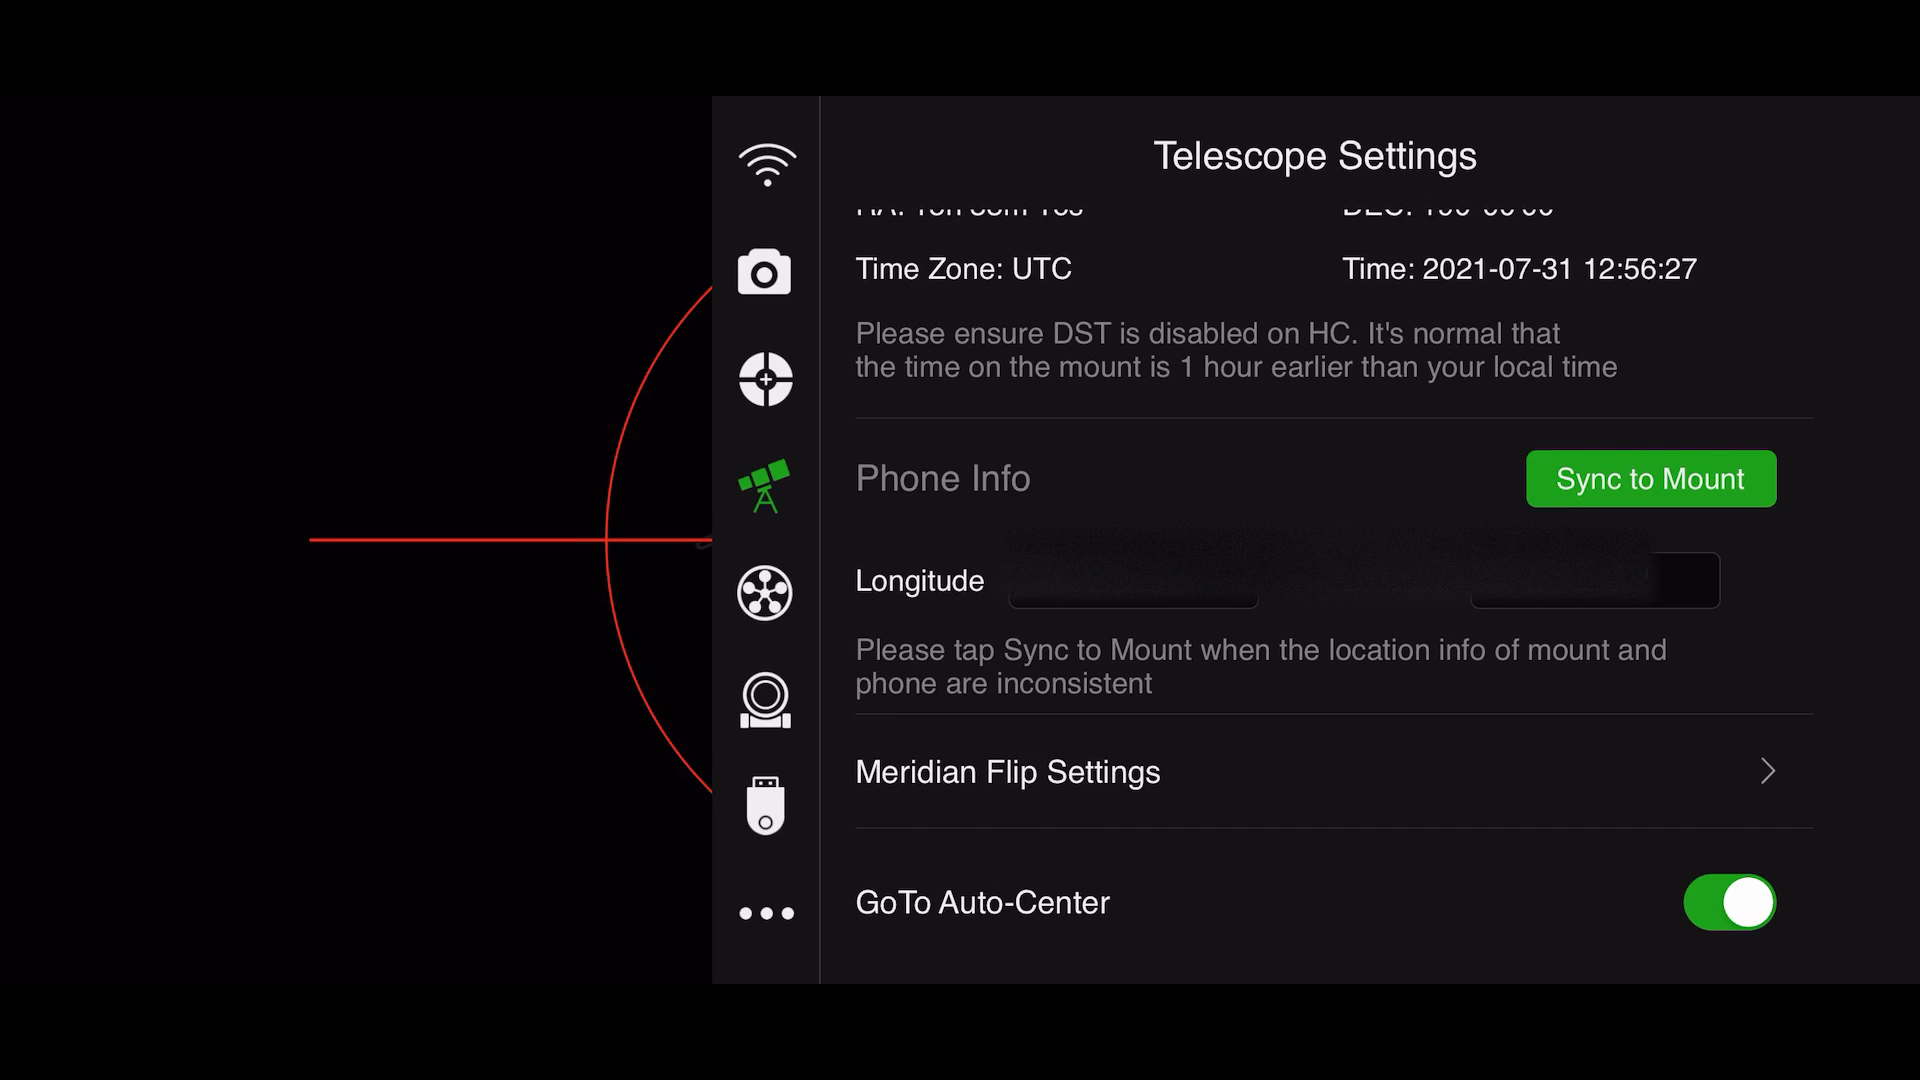 Telescope Settings
Time Zone: UTC
Time: 2021-07-31 12:56:27
Please ensure DST is disabled on HC. It's normal that
the time on the mount is 1 hour earlier than your local time
Phone Info
Sync to Mount
Longitude
Please tap Sync to Mount when the location info of mount and
phone are inconsistent
Meridian Flip Settings
GoTo Auto-Center